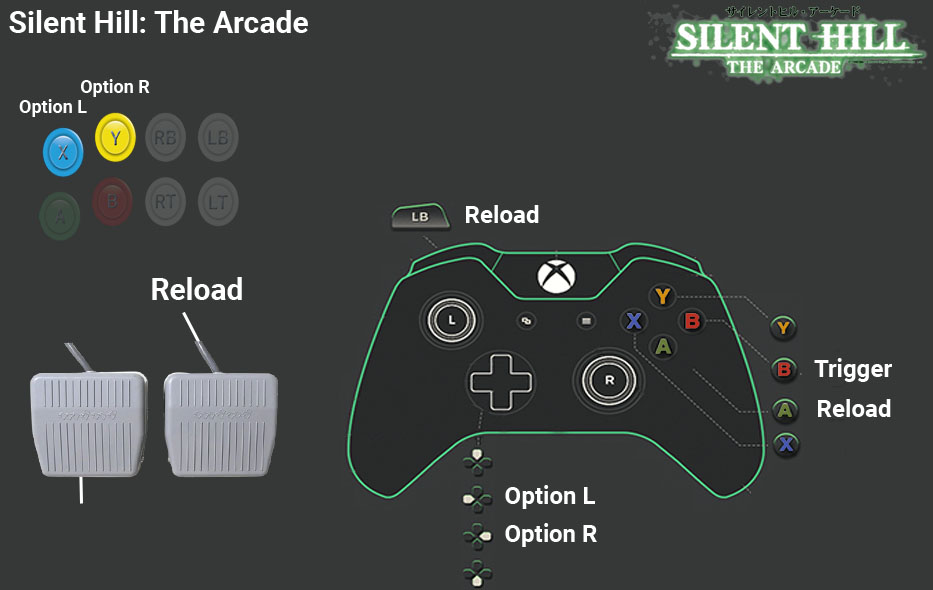 Silent Hill: The Arcade
サイレントヒル・アーケード
SILENT HILL
THE ARCADE
Option R
Option L
X
Y
RB
LB
A
B
RT
LT
LB
Reload
Reload
L
Y
X
B
A
R
Y
B
Trigger
A
Reload
X
Option L
Option R